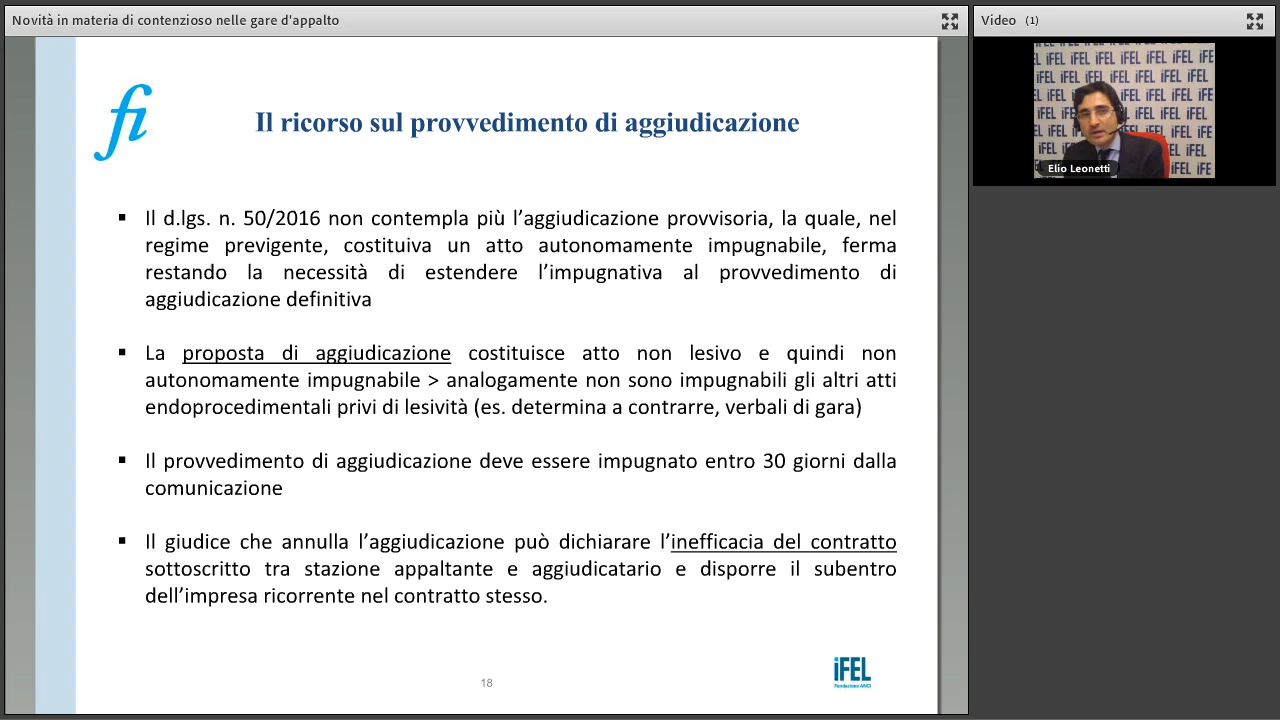 Novità in materia di contenzioso nelle gare d'appalto
Video (1)
Elio Leonetti
fi
Il ricorso sul provvedimento di aggiudicazione
▪ Il d.lgs. n. 50/2016 non contempla più l’aggiudicazione provvisoria, la quale, nel
regime previgente, costituiva un atto autonomamente impugnabile, ferma
restando la necessità di estendere l’impugnativa al provvedimento di
aggiudicazione definitiva
▪ La proposta di aggiudicazione costituisce atto non lesivo e quindi non
autonomamente impugnabile > analogamente non sono impugnabili gli altri atti
endoprocedimentali privi di lesività (es. determina a contrarre, verbali di gara)
▪ Il provvedimento di aggiudicazione deve essere impugnato entro 30 giorni dalla
comunicazione
▪ Il giudice che annulla l’aggiudicazione può dichiarare l’inefficacia del contratto
sottoscritto tra stazione appaltante e aggiudicatario e disporre il subentro
dell’impresa ricorrente nel contratto stesso.
18
iFEL
Fondazione ANCI